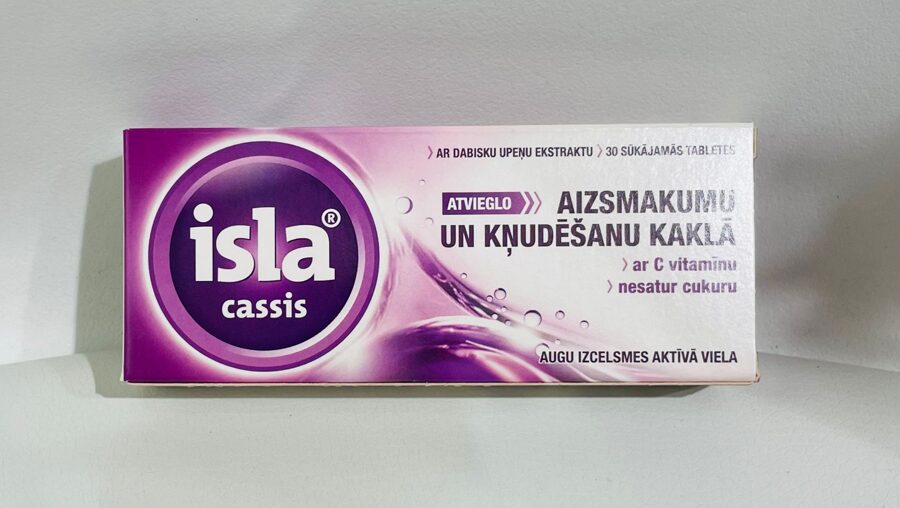 isla®
cassis
› AR DABISKU UPEŅU EKSTRAKTU › 30 SŪKĀJAMĀS TABLETES
ATVIEGLO AIZSMAKUMU
UN KŅUDĒŠANU KAKLĀ
› ar C vitamīnu
› nesatur cukuru
AUGU IZCELSMES AKTĪVĀ VIELA